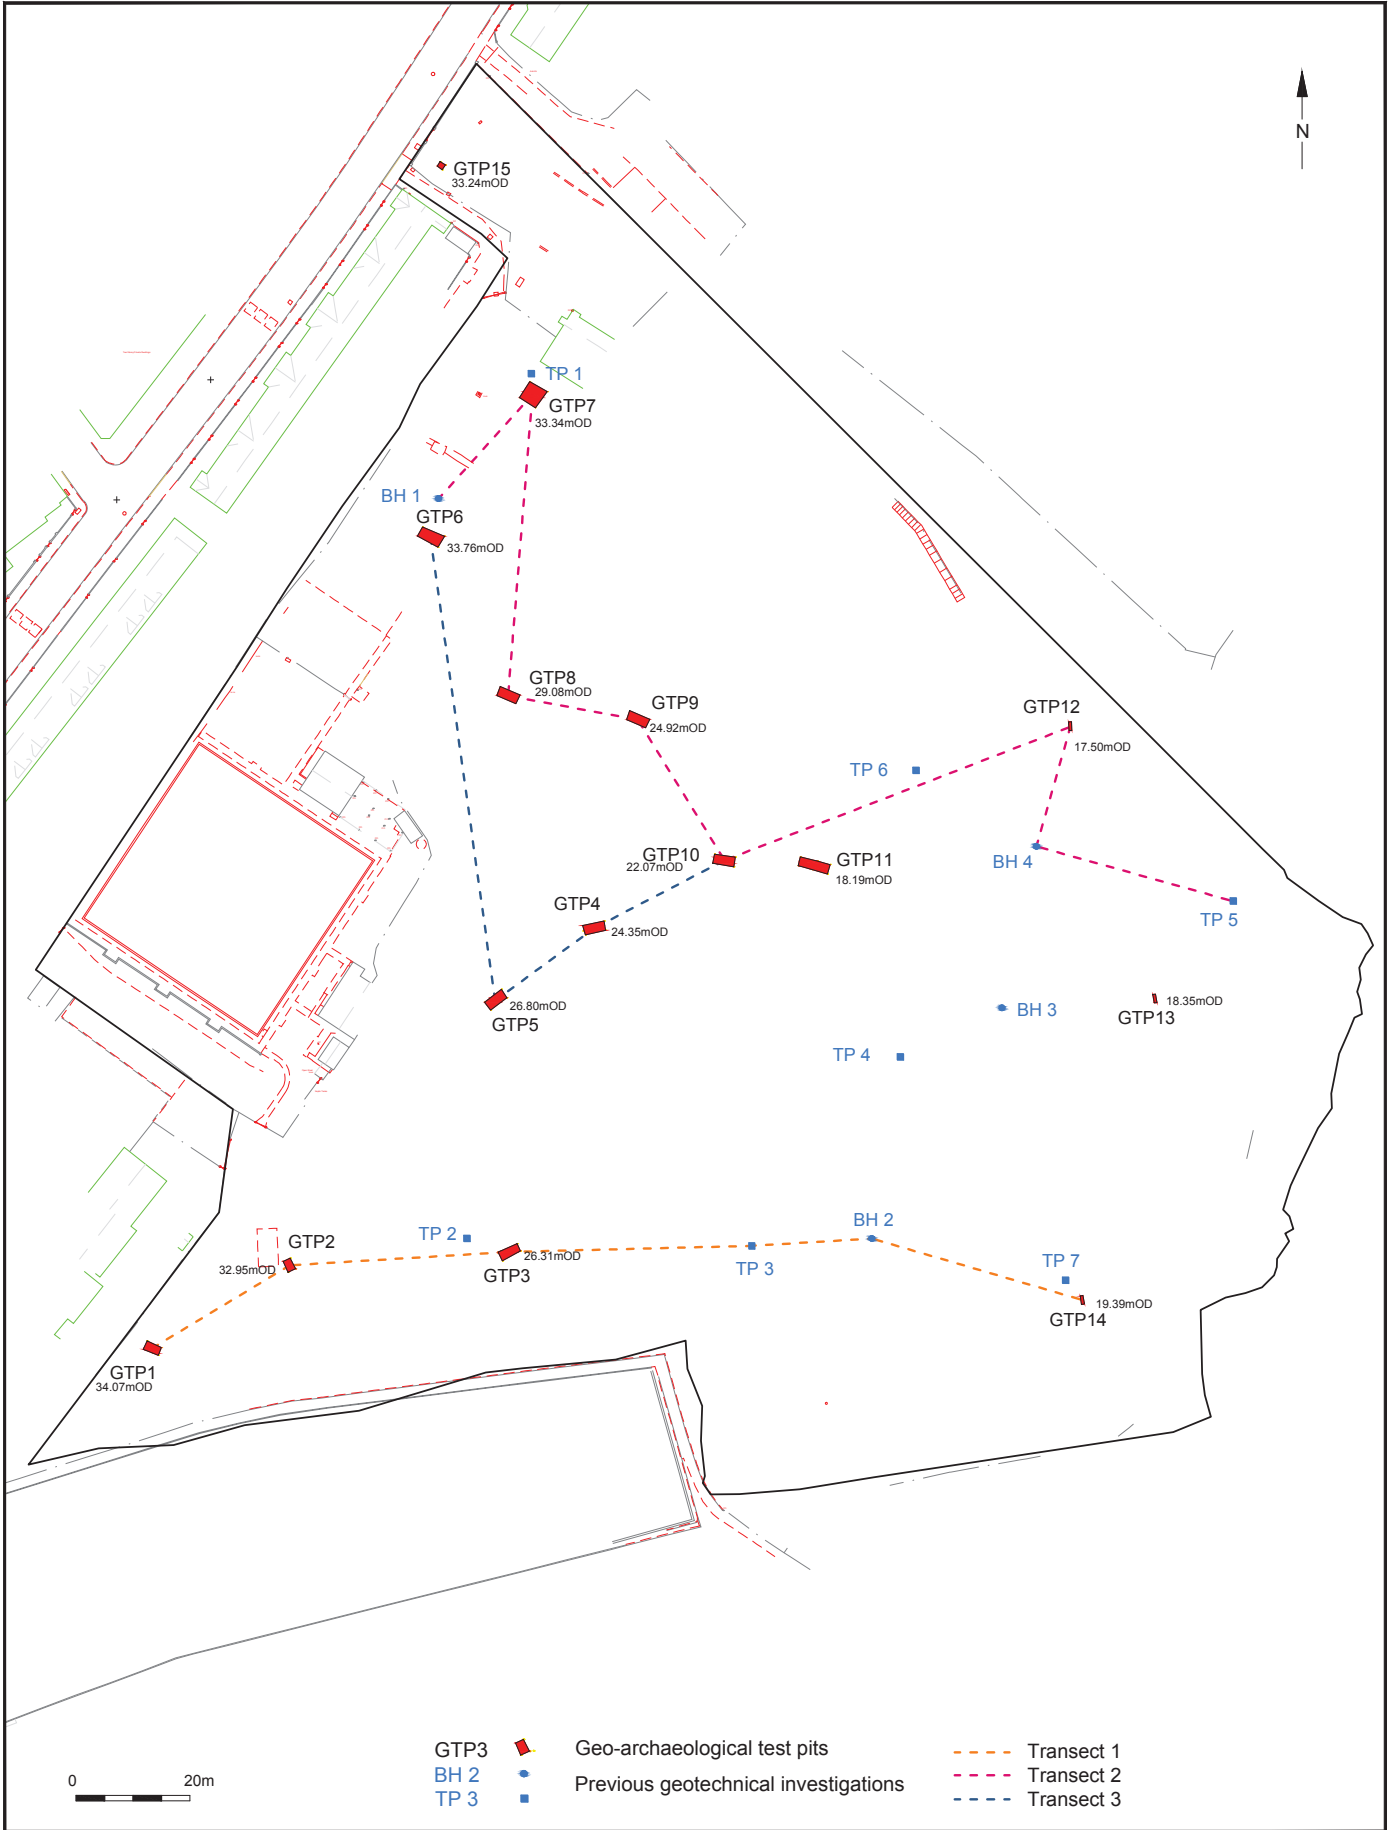 N
GTP15
33.24mOD
TP 1
GTP7
33.34mOD
BH 1
GTP6
33.76mOD
GTP8
29.08mOD
GTP9
24.92mOD
GTP12
17.50mOD
TP 6
GTP10
22.07mOD
GTP11
18.19mOD
BH 4
TP 5
GTP4
24.35mOD
26.80mOD
GTP5
18.35mOD
GTP13
BH 3
TP 4
TP 2
BH 2
GTP2
32.95mOD
26.31mOD
GTP3
TP 3
TP 7
19.39mOD
GTP14
GTP1
34.07mOD
GTP3 Geo-archaeological test pits
BH 2
TP 3
Previous geotechnical investigations
Transect 1
Transect 2
Transect 3
0 20m